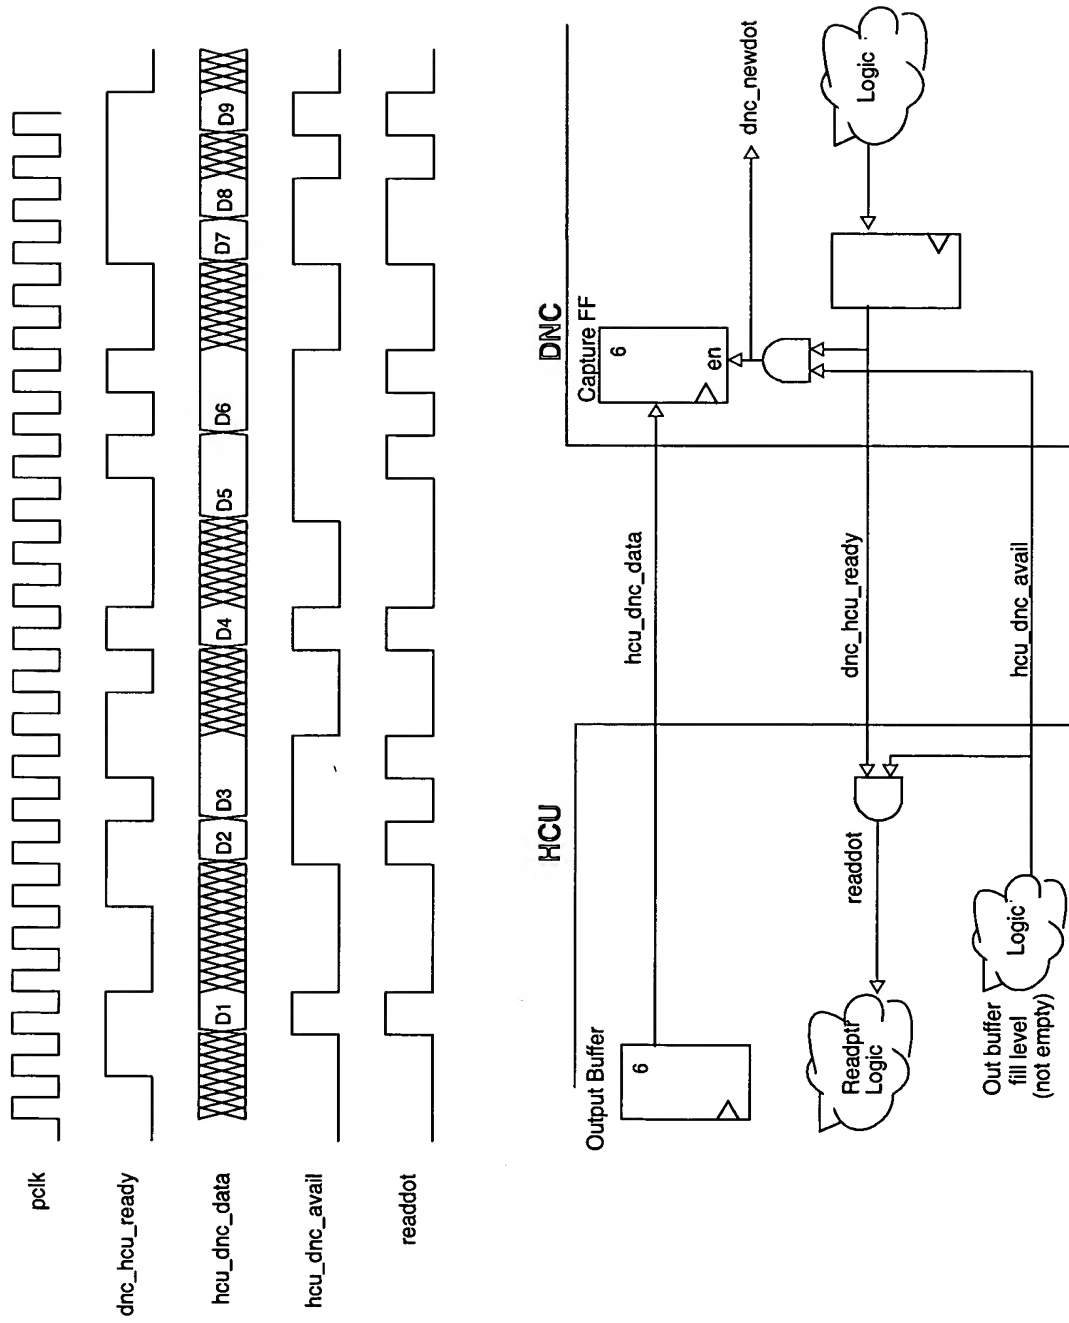 pclk
dnc_hcu_ready
hcu_dnc_data
D1
D2
D3
D4
D5
D6
D7
D8
D9
hcu_dnc_avail
readdot
HCU
DNC
Output Buffer
6
hcu_dnc_data
Capture FF
6
en
dnc_newdot
Readptr
Logic
readdot
dnc_hcu_ready
Logic
Out buffer
fill level
(not empty)
Logic
hcu_dnc_avail